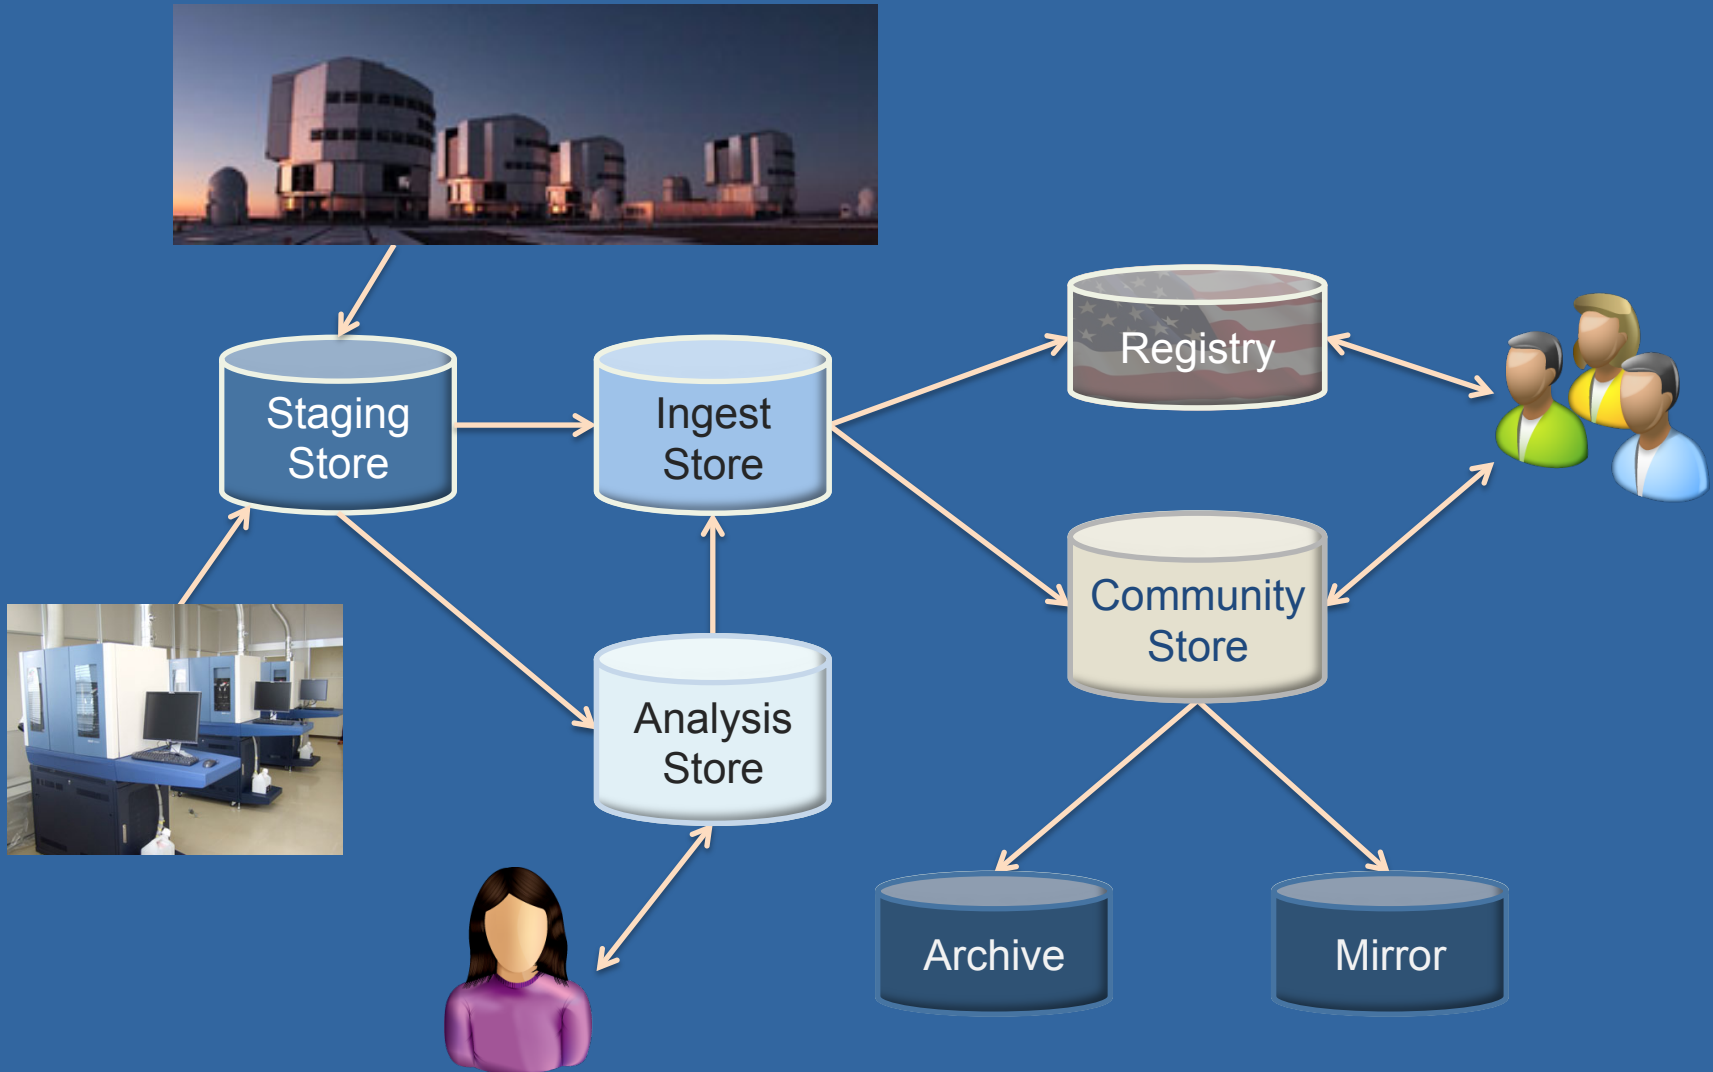 Registry
Staging
Store
Ingest
Store
Community
Store
Analysis
Store
Archive
Mirror